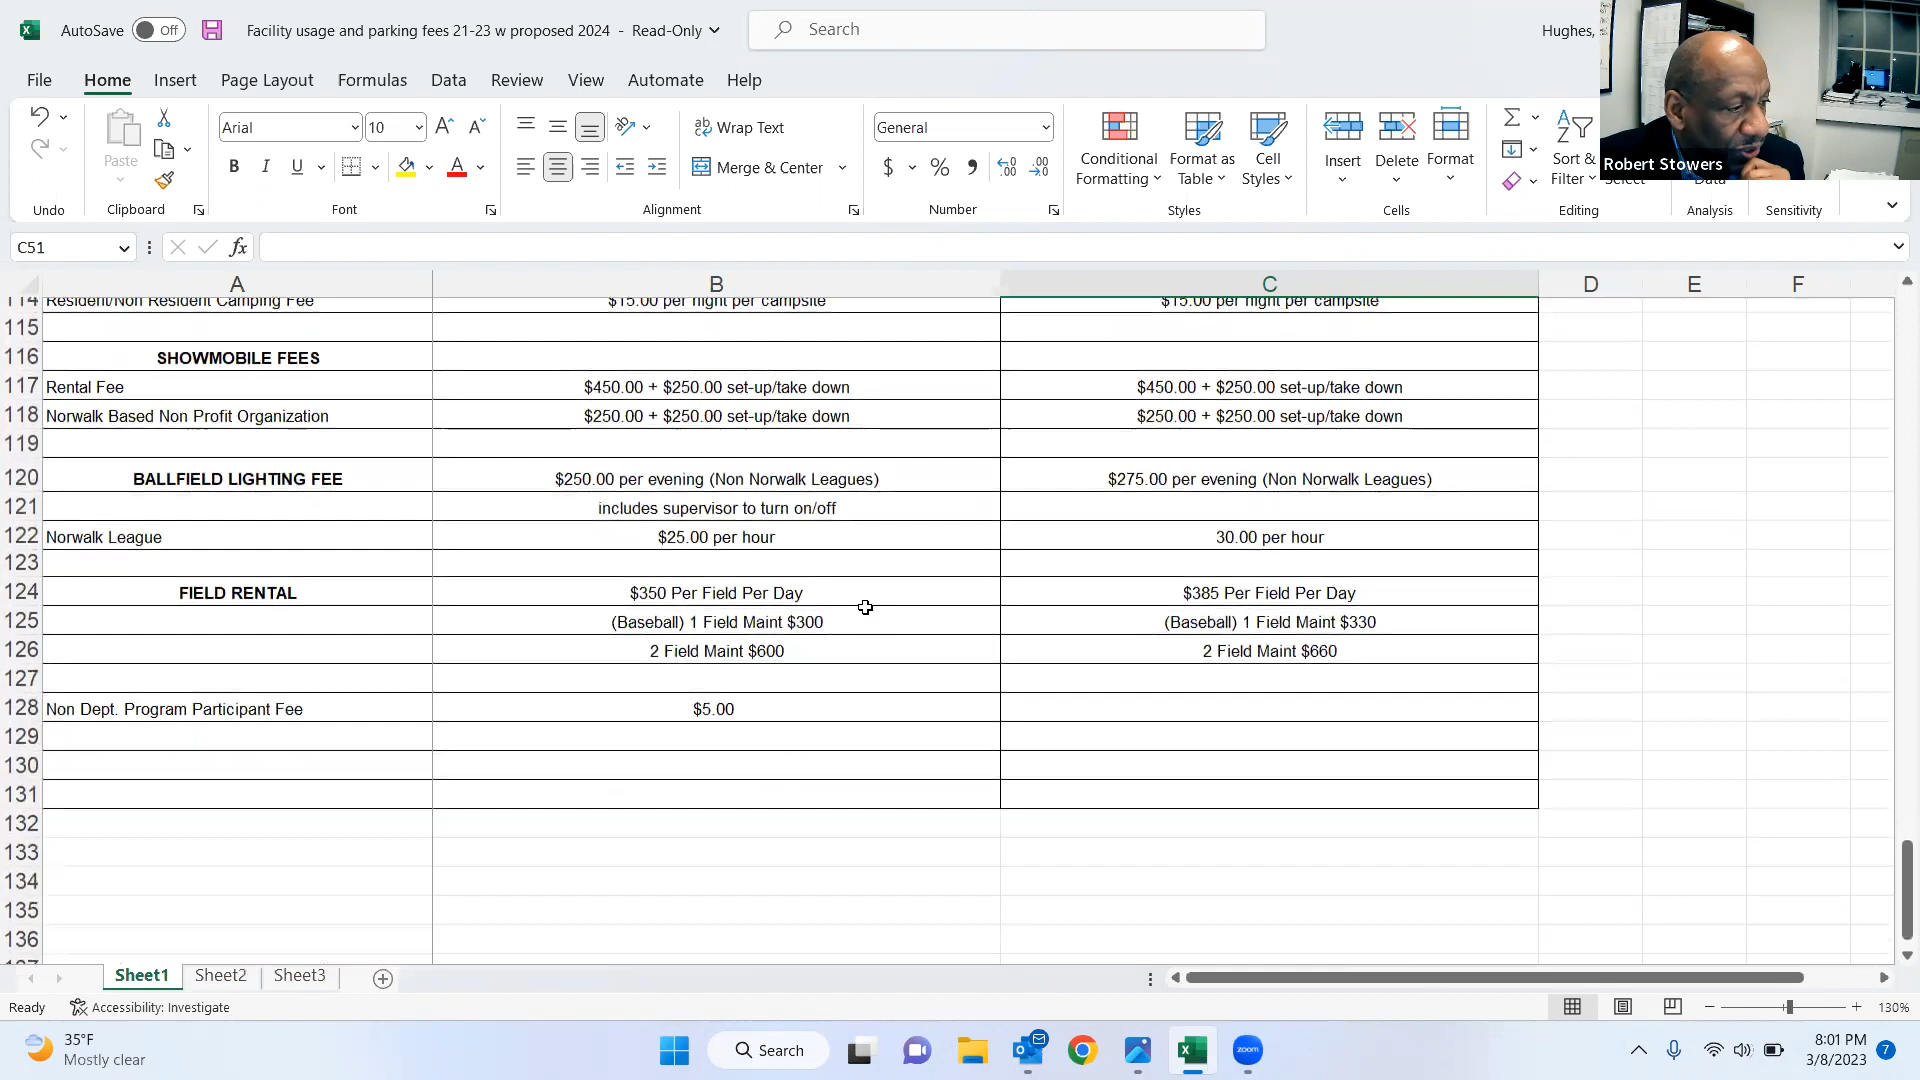 AutoSave Off Facility usage and parking fees 21-23 w proposed 2024 - Read-Only Search Hughes,
File Home Insert Page Layout Formulas Data Review View Automate Help
Arial 10 Wrap Text General
Paste Merge & Center $ % Conditional Formatting Format as Table Cell Styles Insert Delete Format Sort & Filter Select Data
Robert Stowers
Undo Clipboard Font Alignment Number Styles Cells Editing Analysis Sensitivity
C51 fx
A B C D E F
114 Resident/Non Resident Camping Fee $15.00 per night per campsite $15.00 per night per campsite
115
116 SHOWMOBILE FEES
117 Rental Fee $450.00 + $250.00 set-up/take down $450.00 + $250.00 set-up/take down
118 Norwalk Based Non Profit Organization $250.00 + $250.00 set-up/take down $250.00 + $250.00 set-up/take down
119
120 BALLFIELD LIGHTING FEE $250.00 per evening (Non Norwalk Leagues) $275.00 per evening (Non Norwalk Leagues)
121 includes supervisor to turn on/off
122 Norwalk League $25.00 per hour 30.00 per hour
123
124 FIELD RENTAL $350 Per Field Per Day $385 Per Field Per Day
125 (Baseball) 1 Field Maint $300 (Baseball) 1 Field Maint $330
126 2 Field Maint $600 2 Field Maint $660
127
128 Non Dept. Program Participant Fee $5.00
129
130
131
132
133
134
135
136
Sheet1 Sheet2 Sheet3
Ready Accessibility: Investigate 130%
35°F
Mostly clear
Search
zoom
8:01 PM
3/8/2023
7